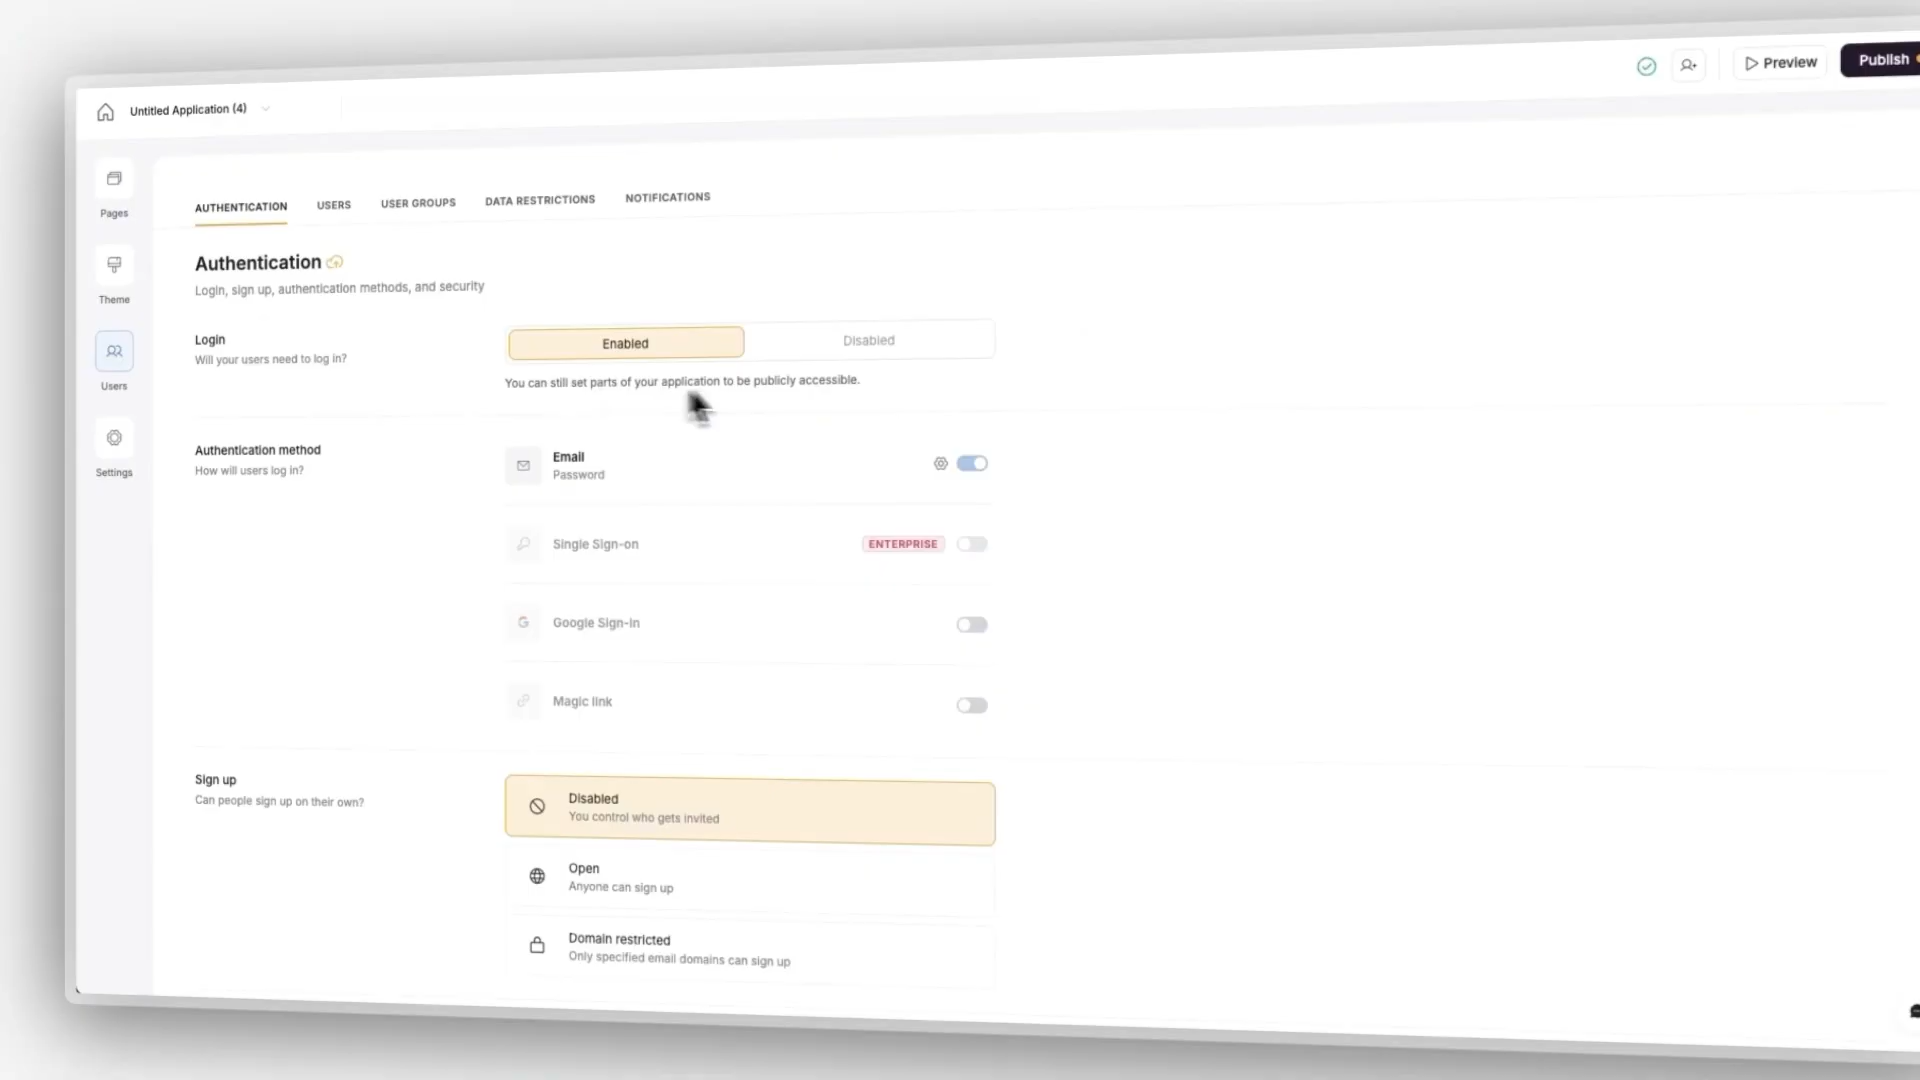 Untitled Application (4)
Preview
Publish
Pages
Theme
Users
Settings
AUTHENTICATION
USERS
USER GROUPS
DATA RESTRICTIONS
NOTIFICATIONS
Authentication
Login, sign up, authentication methods, and security
Login
Will your users need to log in?
Enabled
Disabled
You can still set parts of your application to be publicly accessible.
Authentication method
How will users log in?
Email
Password
Single Sign-on
ENTERPRISE
Google Sign-in
Magic link
Sign up
Can people sign up on their own?
Disabled
You control who gets invited
Open
Anyone can sign up
Domain restricted
Only specified email domains can sign up